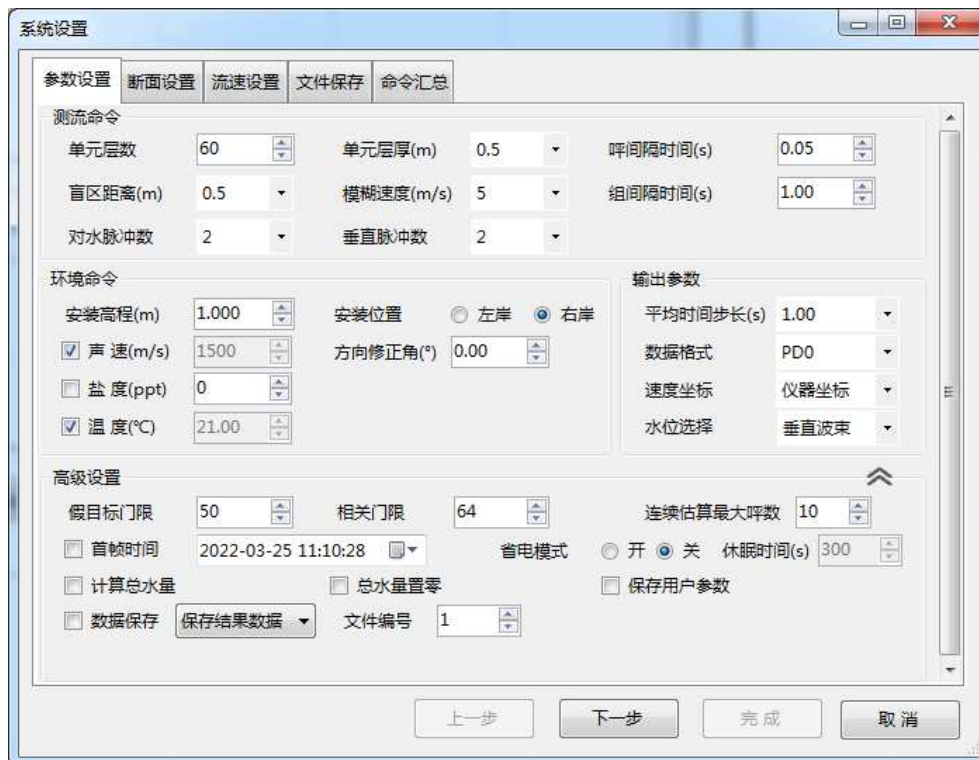 系统设置
参数设置 断面设置 流速设置 文件保存 命令汇总
测流命令
单元层数 60 单元层厚(m) 0.5 呯间隔时间(s) 0.05
盲区距离(m) 0.5 模糊速度(m/s) 5 组间隔时间(s) 1.00
对水脉冲数 2 垂直脉冲数 2
环境命令 输出参数
安装高程(m) 1.000 安装位置 左岸 右岸 平均时间步长(s) 1.00
声 速(m/s) 1500 方向修正角(°) 0.00 数据格式 PD0
盐 度(ppt) 0 速度坐标 仪器坐标
温 度(℃) 21.00 水位选择 垂直波束
高级设置
假目标门限 50 相关门限 64 连续估算最大呯数 10
首帧时间 2022-03-25 11:10:28 省电模式 开 关 休眠时间(s) 300
计算总水量 总水量置零 保存用户参数
数据保存 保存结果数据 文件编号 1
上一步 下一步 完成 取消